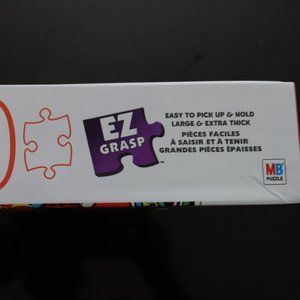 EZ
GRASP
™
EASY TO PICK UP & HOLD
LARGE & EXTRA THICK
PIÈCES FACILES
À SAISIR ET À TENIR
GRANDES PIÈCES ÉPAISSES
MB
PUZZLE